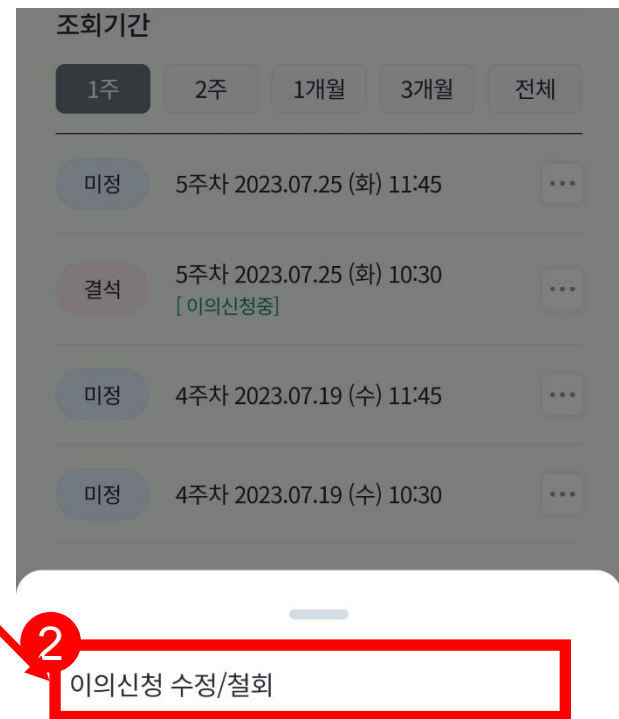 조회기간
1주 2주 1개월 3개월 전체
미정 5주차 2023.07.25 (화) 11:45
결석 5주차 2023.07.25 (화) 10:30
[ 이의신청중]
미정 4주차 2023.07.19 (수) 11:45
미정 4주차 2023.07.19 (수) 10:30
2
이의신청 수정/철회